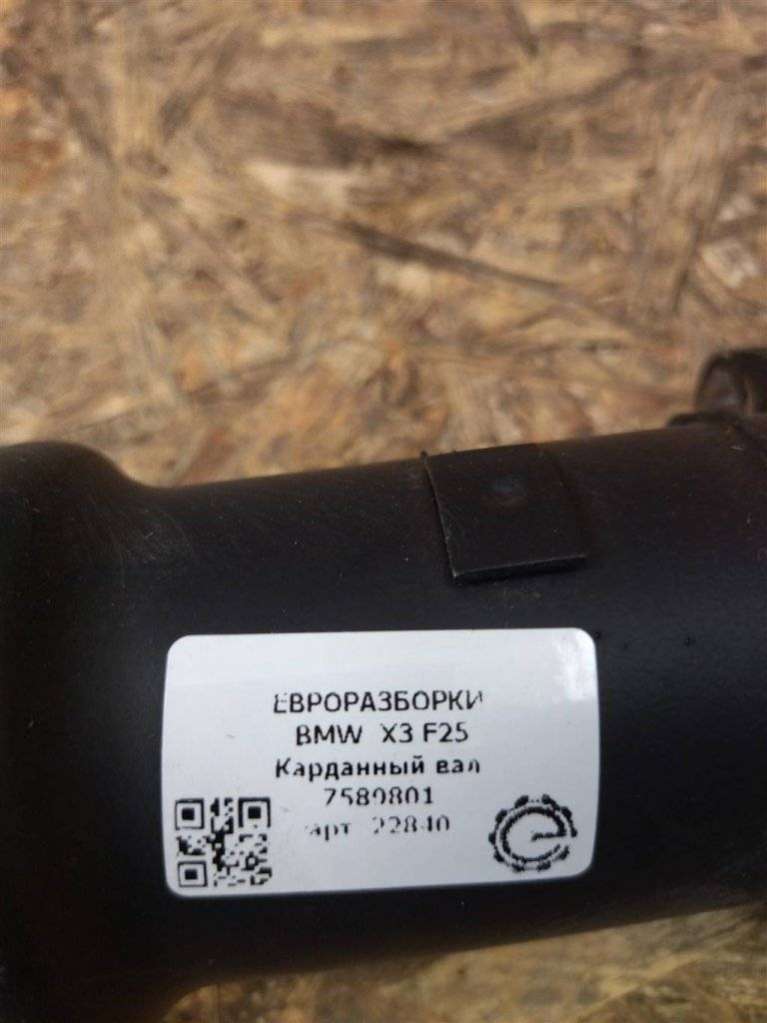 ЕВРОРАЗБОРКИ
BMW X3 F25
Карданный вал
7589801
арт. 22840